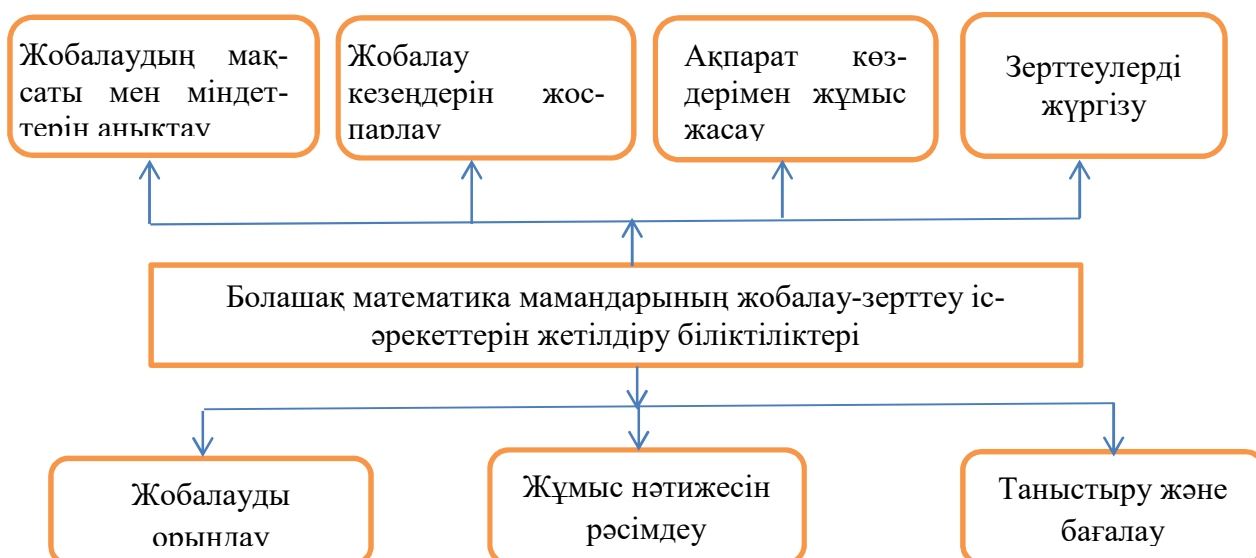 Жобалаудың мақ-
саты мен міндет-
терін анықтау
Жобалау
кезеңдерін жос-
парлау
Ақпарат көз-
дерімен жұмыс
жасау
Зерттеулерді
жүргізу
Болашақ математика мамандарының жобалау-зерттеу іс-
әрекеттерін жетілдіру біліктіліктері
Жобалауды
орындау
Жұмыс нәтижесін
рәсімдеу
Таныстыру және
бағалау